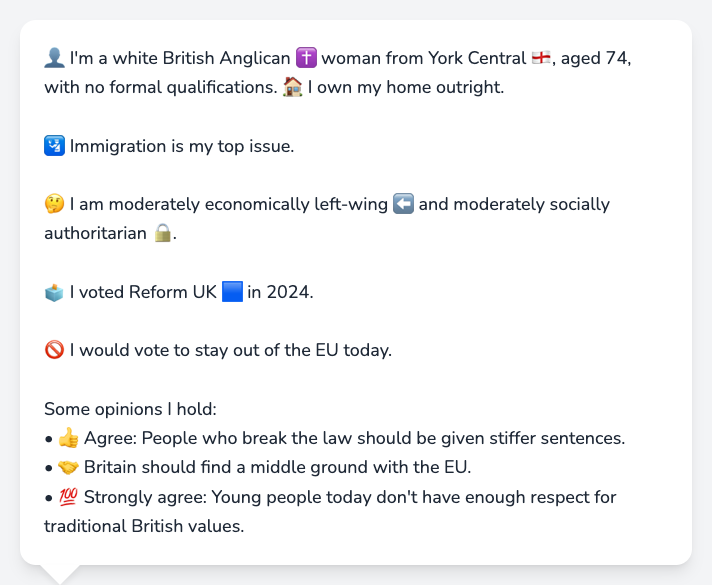 👤 I'm a white British Anglican ✝️ woman from York Central 🏴󠁧󠁢󠁥󠁮󠁧󠁿, aged 74,
with no formal qualifications. 🏠 I own my home outright.
🛂 Immigration is my top issue.
🤔 I am moderately economically left-wing ⬅️ and moderately socially
authoritarian 🔒.
🗳️ I voted Reform UK 🟦 in 2024.
🚫 I would vote to stay out of the EU today.
Some opinions I hold:
• 👍 Agree: People who break the law should be given stiffer sentences.
• 🤝 Britain should find a middle ground with the EU.
• 💯 Strongly agree: Young people today don't have enough respect for
traditional British values.